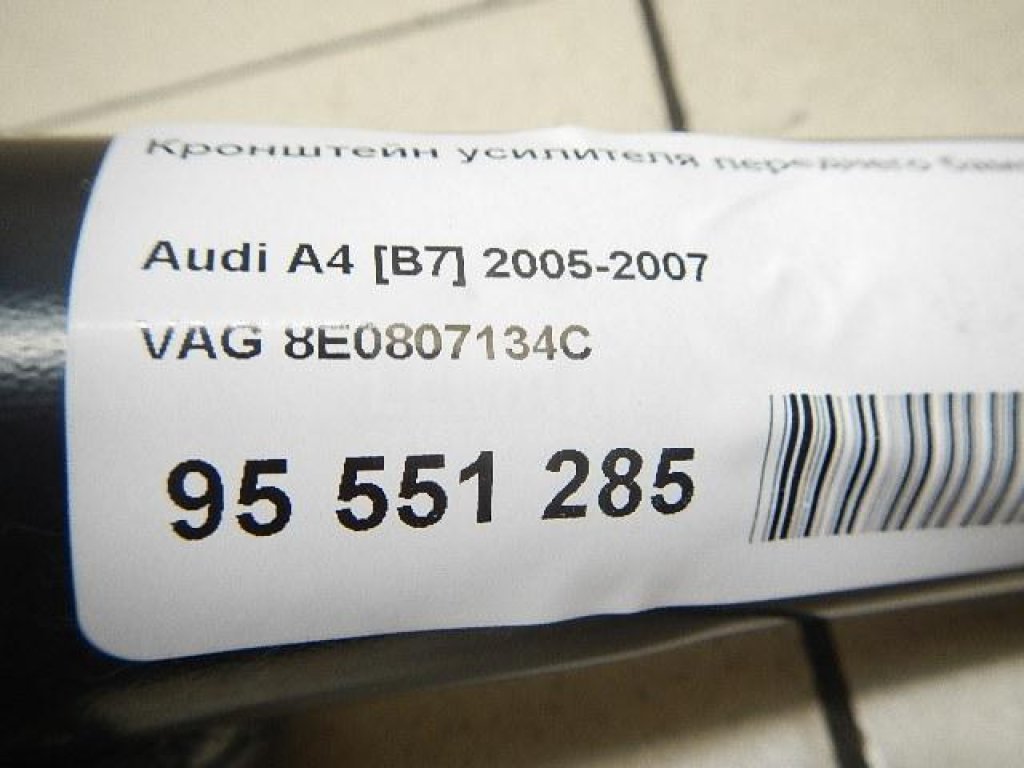 Кронштейн усилителя переднего
Audi A4 [B7] 2005-2007
VAG 8E0807134C
95 551 285